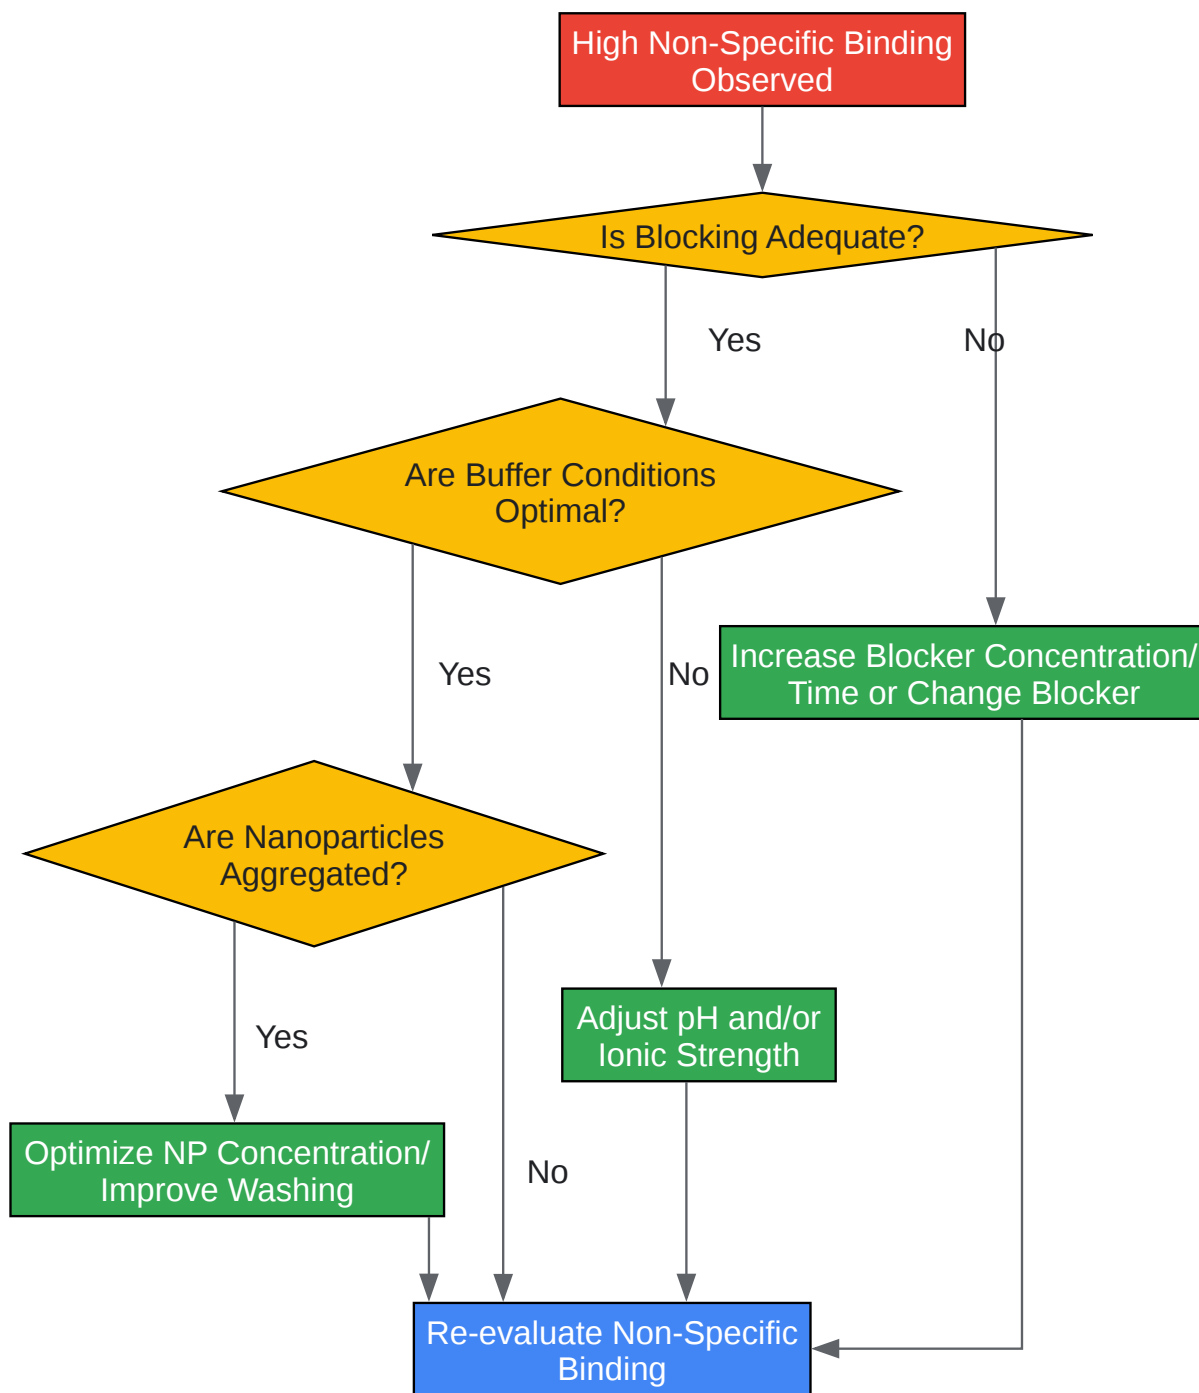 High Non-Specific Binding
Observed
Is Blocking Adequate?
Yes
No
Are Buffer Conditions
Optimal?
Increase Blocker Concentration/
Time or Change Blocker
Yes
No
Are Nanoparticles
Aggregated?
Adjust pH and/or
Ionic Strength
Yes
Optimize NP Concentration/
Improve Washing
No
Re-evaluate Non-Specific
Binding